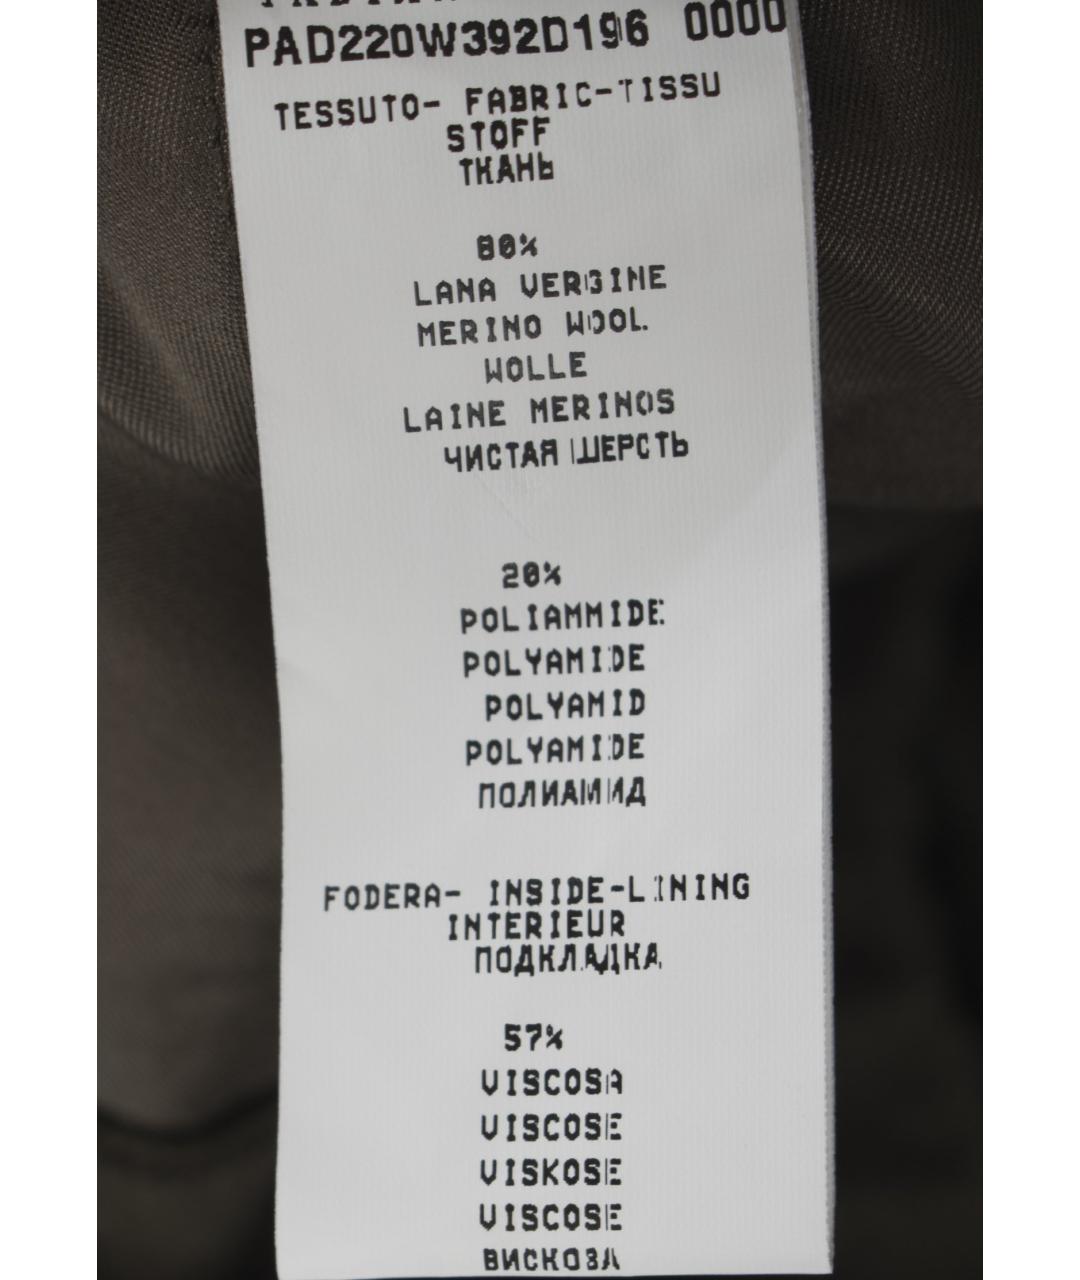 PAD220W392D196 0000
TESSUTO- FABRIC-TISSU
STOFF
ТКАНЬ
80%
LANA VERGINE
MERINO WOOL
WOLLE
LAINE MERINOS
ЧИСТАЯ ШЕРСТЬ
20%
POLIAMMIDE
POLYAMIDE
POLYAMID
POLYAMIDE
ПОЛИАМИД
FODERA- INSIDE-LINING
INTERIEUR
ПОДКЛАДКА
57%
VISCOSA
VISCOSE
VISKOSE
VISCOSE
ВИСКОЗА